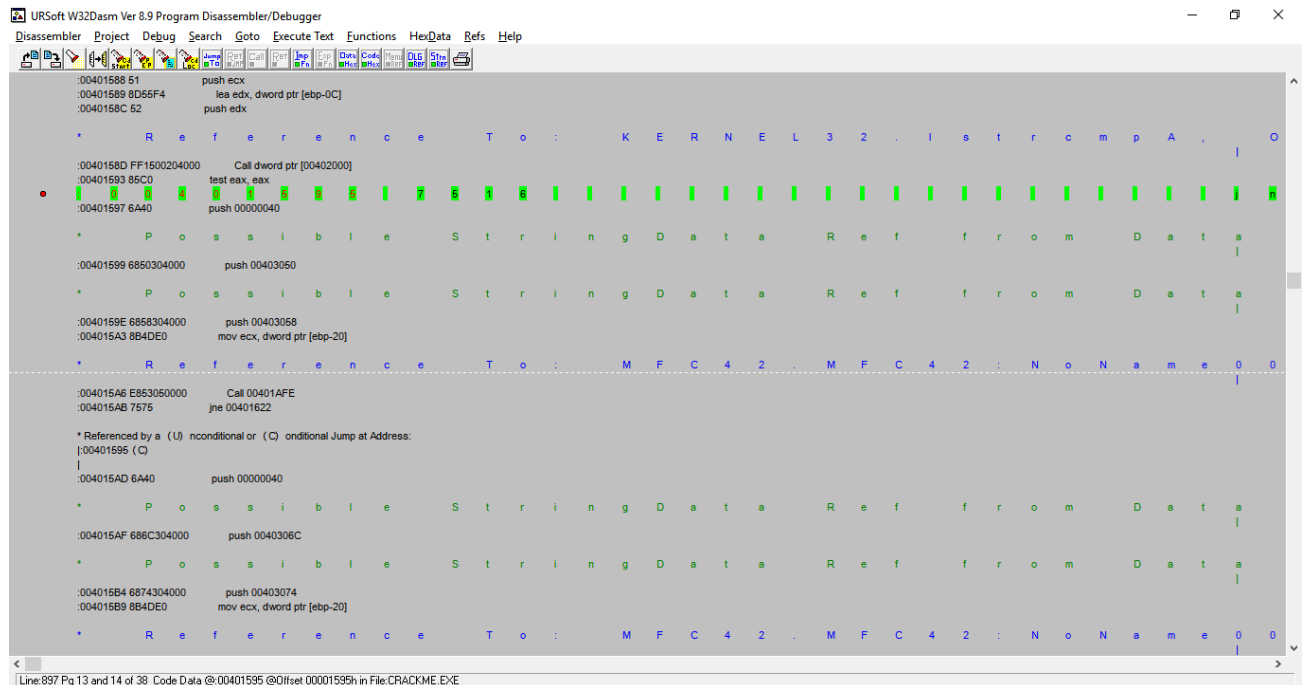 URSoft W32Dasm Ver 8.9 Program Disassembler/Debugger
Disassembler Project Debug Search Goto Execute Text Functions HexData Refs Help
:00401588 51 push ecx
:00401589 8D55F4 lea edx, dword ptr [ebp-0C]
:0040158C 52 push edx
* Reference To: KERNEL32.lstrcmpA, O
|
:0040158D FF1500204000 Call dword ptr [00402000]
:00401593 85C0 test eax, eax
:00401595 7516 jn
:00401597 6A40 push 00000040
* Possible StringData Ref from Data
|
:00401599 6850304000 push 00403050
* Possible StringData Ref from Data
|
:0040159E 6858304000 push 00403058
:004015A3 8B4DE0 mov ecx, dword ptr [ebp-20]
* Reference To: MFC42.MFC42:NoName00
|
:004015A6 E853050000 Call 00401AFE
:004015AB 7575 jne 00401622
* Referenced by a (U) nconditional or (C) onditional Jump at Address:
|:00401595 (C)
|
:004015AD 6A40 push 00000040
* Possible StringData Ref from Data
|
:004015AF 686C304000 push 0040306C
* Possible StringData Ref from Data
|
:004015B4 6874304000 push 00403074
:004015B9 8B4DE0 mov ecx, dword ptr [ebp-20]
* Reference To: MFC42.MFC42:NoName00
|
Line:897 Pg 13 and 14 of 38 Code Data @:00401595 @Offset 00001595h in File:CRACKME.EXE